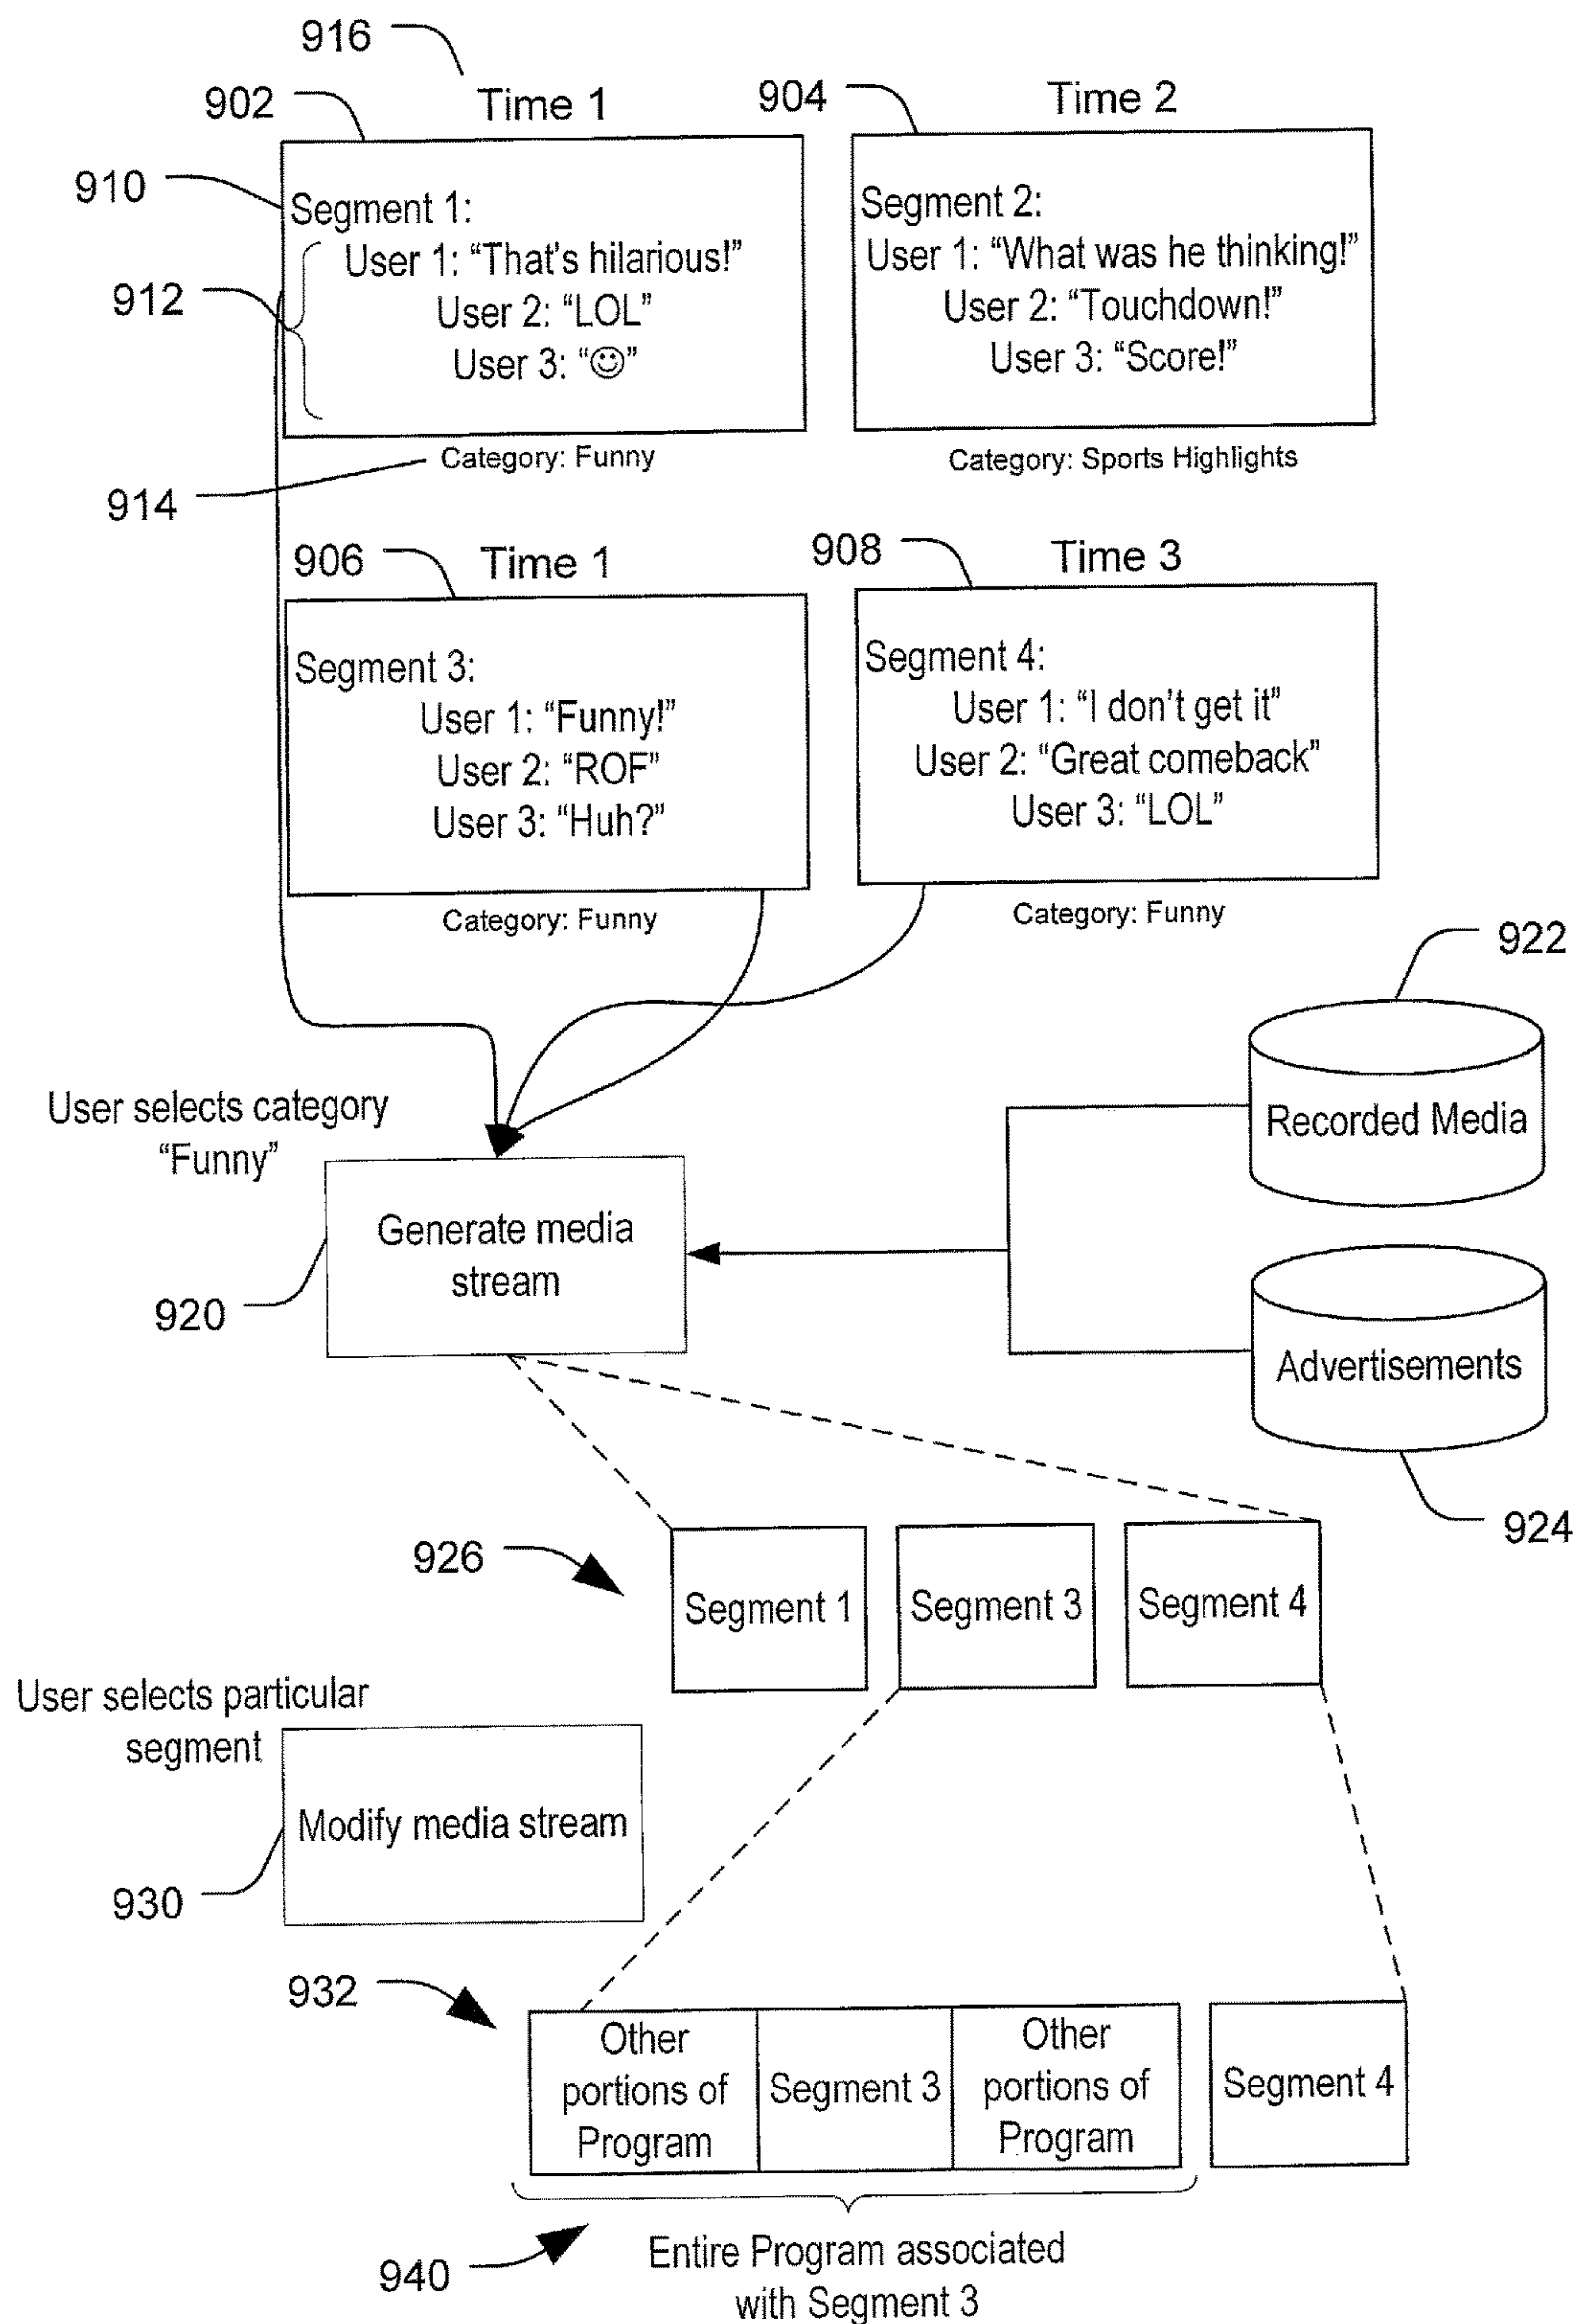 916
902
Time 1
904
Time 2
910
Segment 1:
User 1: “That's hilarious!”
912
User 2: “LOL”
User 3: “☺”
Category: Funny
914
Segment 2:
User 1: “What was he thinking!”
User 2: “Touchdown!”
User 3: “Score!”
Category: Sports Highlights
906
Time 1
908
Time 3
Segment 3:
User 1: “Funny!”
User 2: “ROF”
User 3: “Huh?”
Category: Funny
Segment 4:
User 1: “I don't get it”
User 2: “Great comeback”
User 3: “LOL”
Category: Funny
922
Recorded Media
User selects category
“Funny”
Generate media
stream
920
Advertisements
924
926
Segment 1
Segment 3
Segment 4
User selects particular
segment
Modify media stream
930
932
Other
portions of
Program
Segment 3
Other
portions of
Program
Segment 4
940
Entire Program associated
with Segment 3